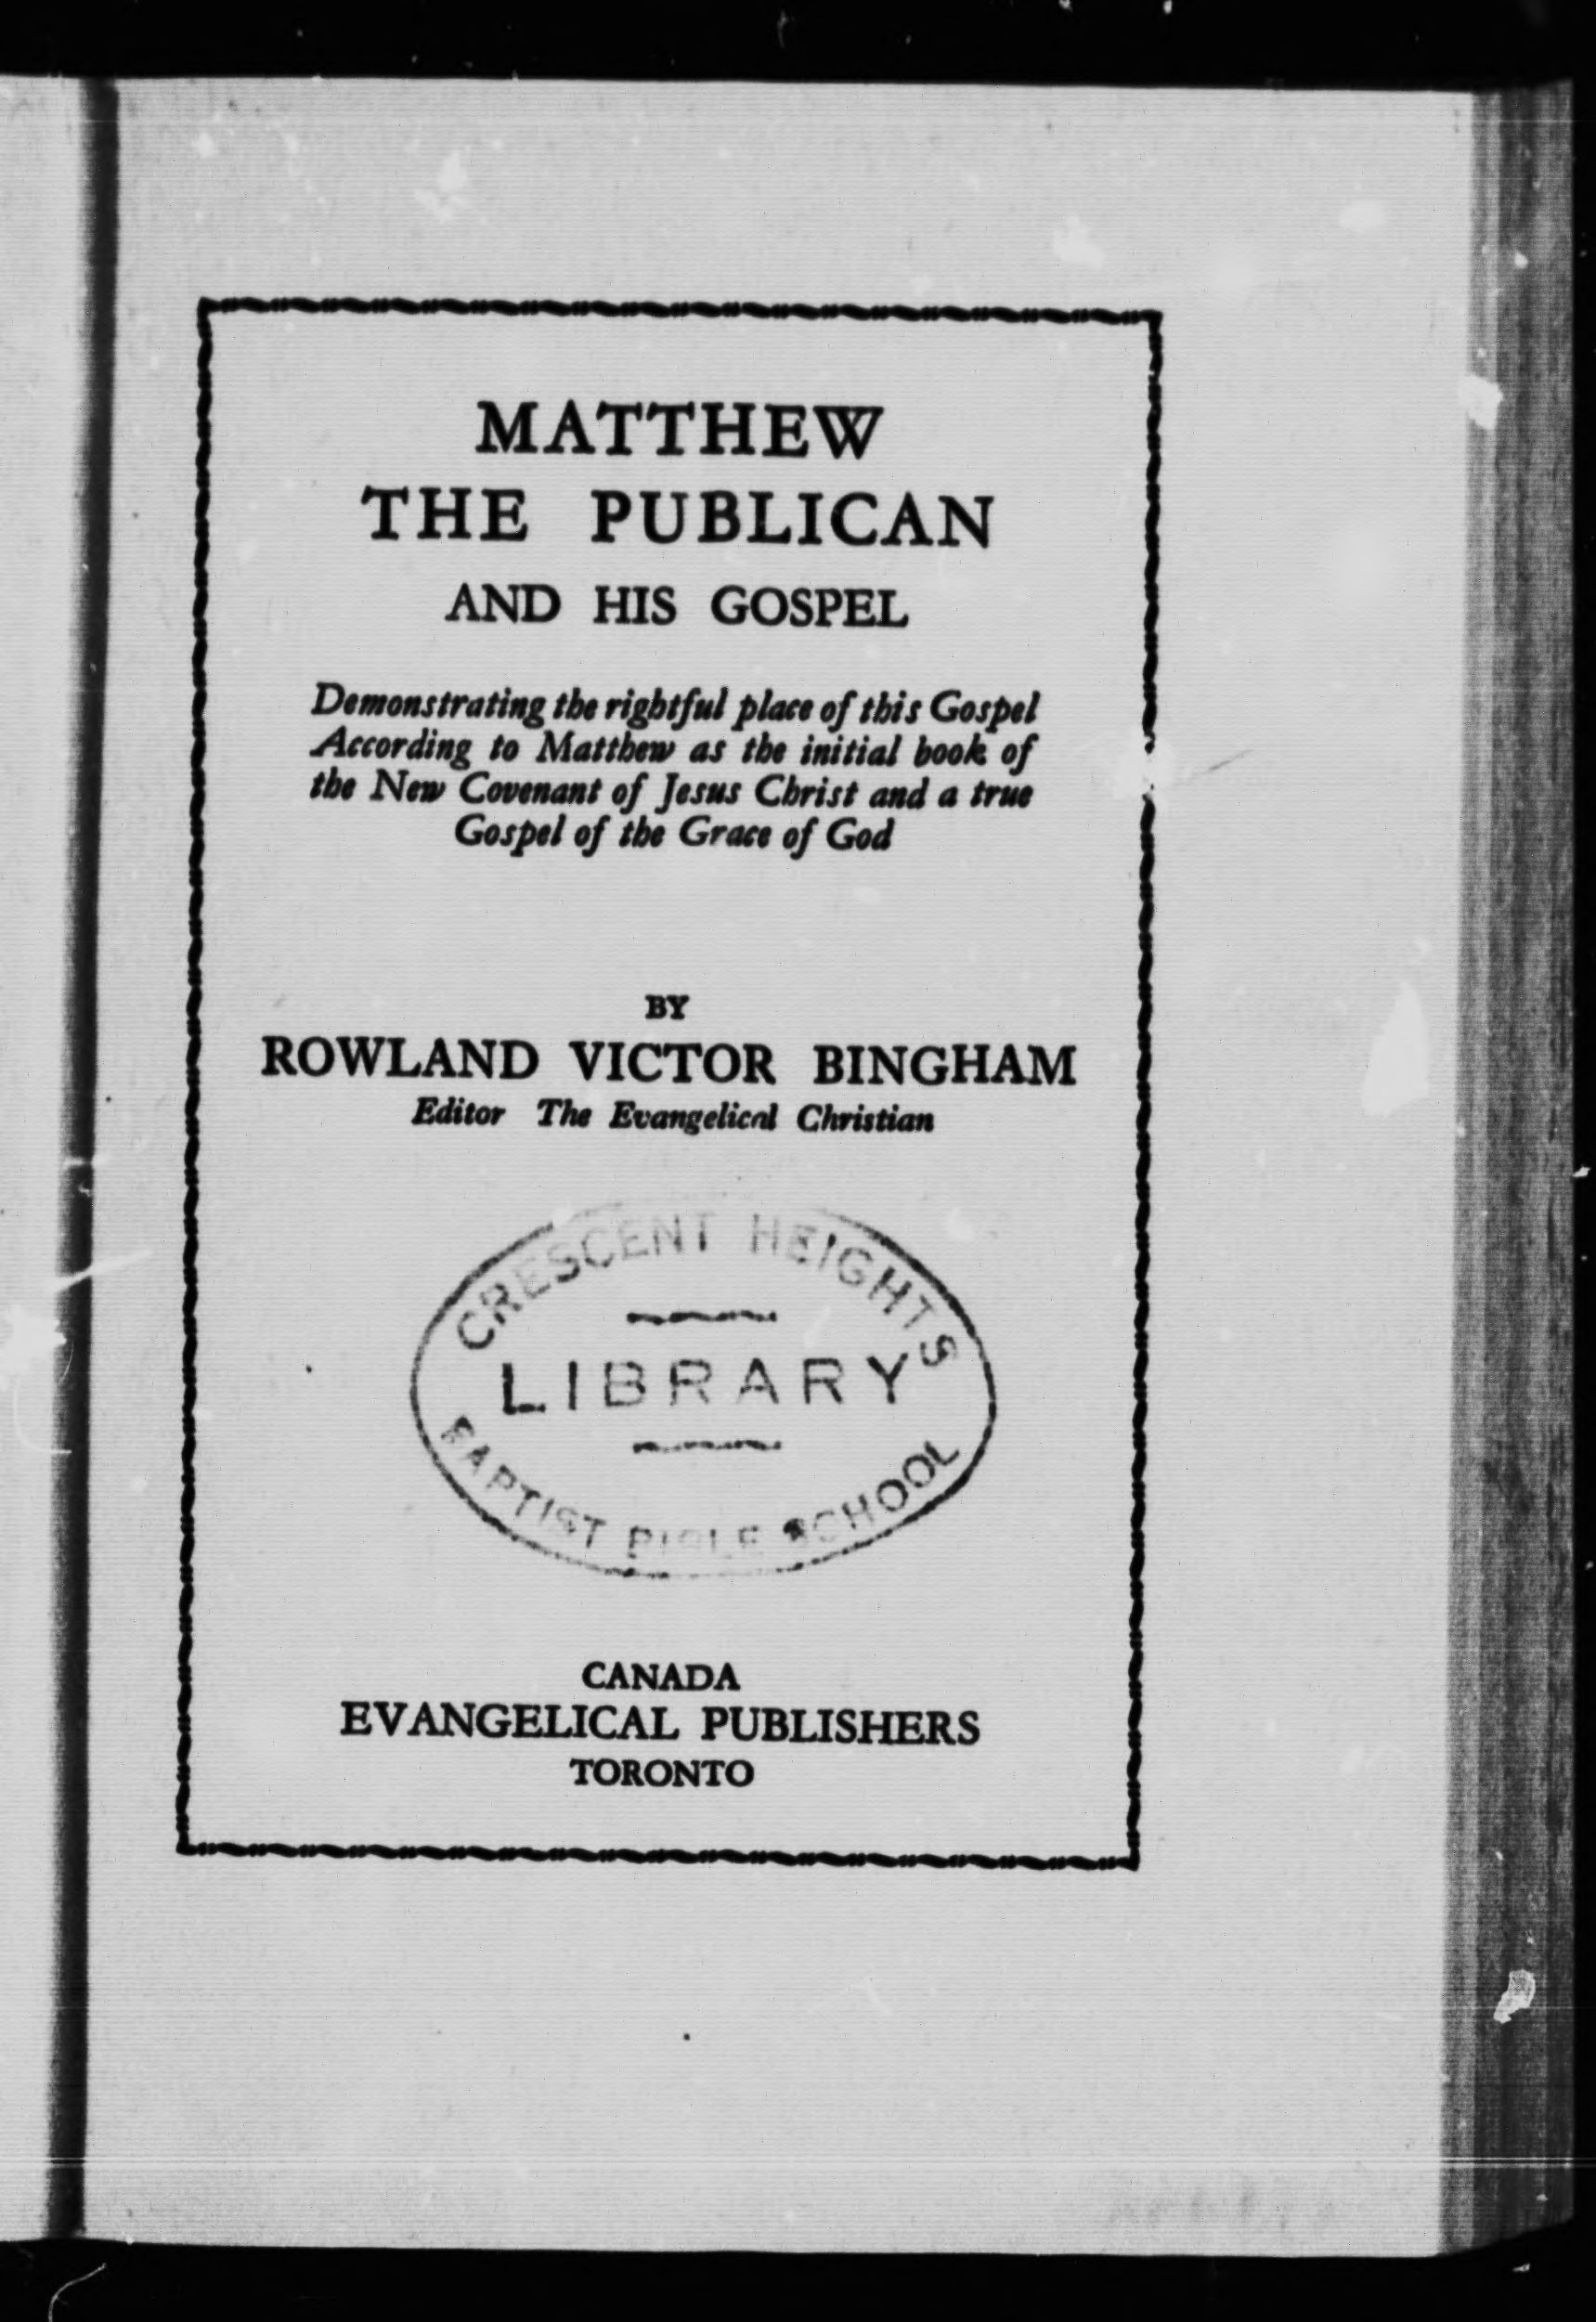 MATTHEW
THE PUBLICAN
AND HIS GOSPEL
Demonstrating the rightful place of this Gospel
According to Matthew as the initial book of
the New Covenant of Jesus Christ and a true
Gospel of the Grace of God
BY
ROWLAND VICTOR BINGHAM
Editor The Evangelical Christian
CRESCENT HEIGHTS
LIBRARY
BAPTIST BIBLE SCHOOL
CANADA
EVANGELICAL PUBLISHERS
TORONTO